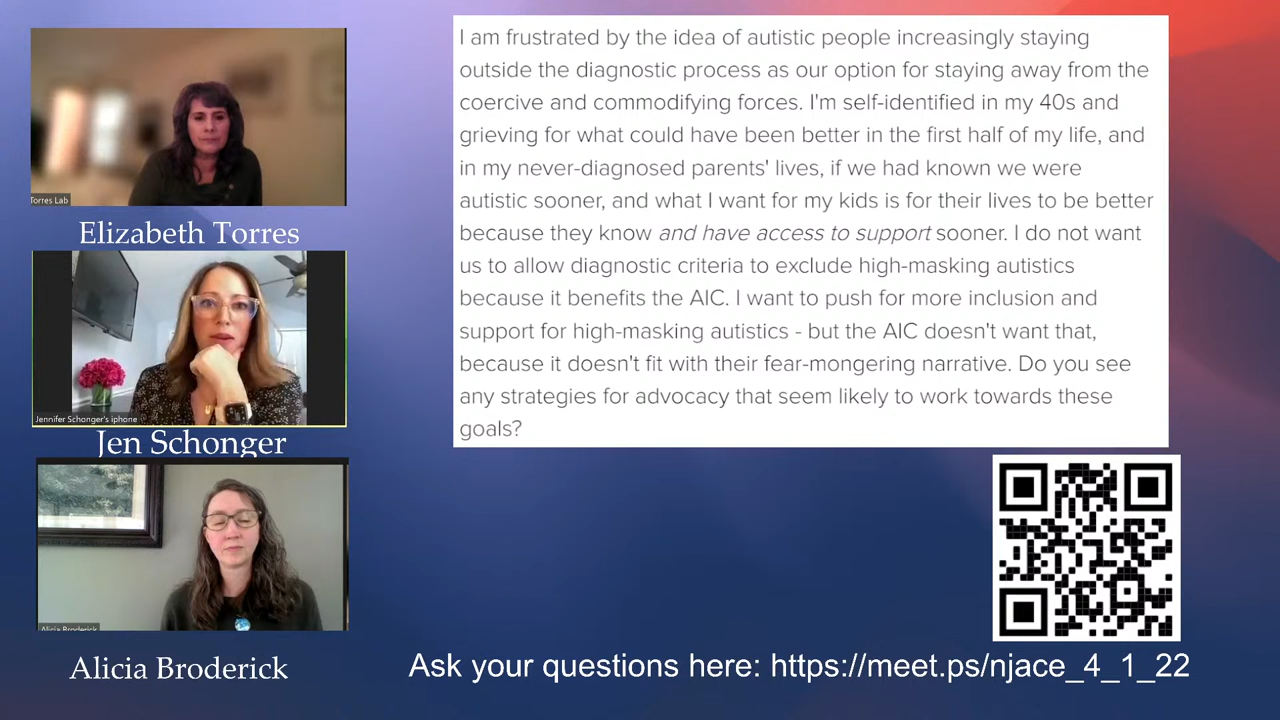 Torres Lab
Elizabeth Torres
Jennifer Schonger's iphone
Jen Schonger
Alicia Broderick
Alicia Broderick
I am frustrated by the idea of autistic people increasingly staying
outside the diagnostic process as our option for staying away from the
coercive and commodifying forces. I'm self-identified in my 40s and
grieving for what could have been better in the first half of my life, and
in my never-diagnosed parents' lives, if we had known we were
autistic sooner, and what I want for my kids is for their lives to be better
because they know and have access to support sooner. I do not want
us to allow diagnostic criteria to exclude high-masking autistics
because it benefits the AIC. I want to push for more inclusion and
support for high-masking autistics - but the AIC doesn't want that,
because it doesn't fit with their fear-mongering narrative. Do you see
any strategies for advocacy that seem likely to work towards these
goals?
Ask your questions here: https://meet.ps/njace_4_1_22